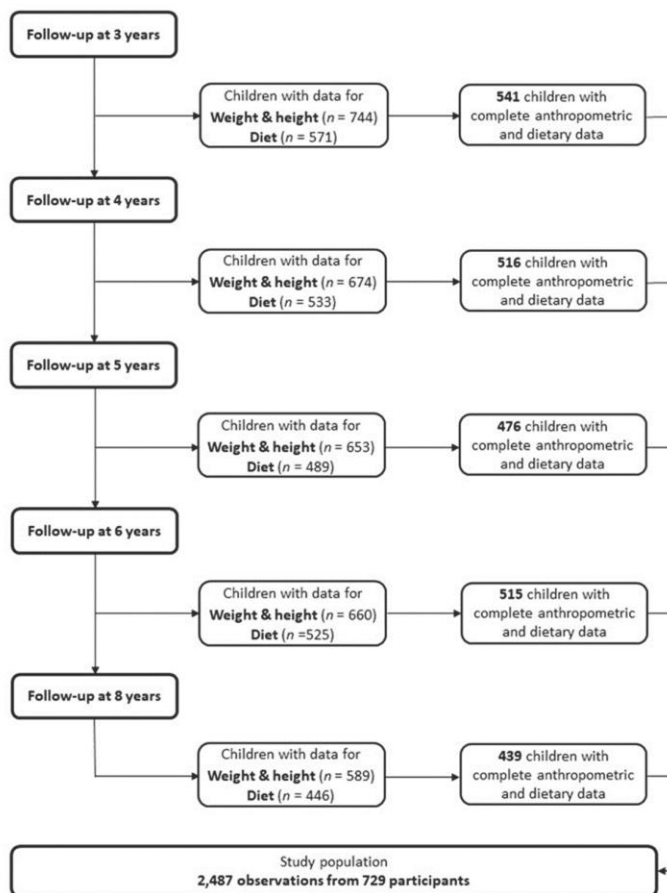 Follow-up at 3 years
Children with data for
Weight & height (n = 744)
Diet (n = 571)
541 children with
complete anthropometric
and dietary data
Follow-up at 4 years
Children with data for
Weight & height (n = 674)
Diet (n = 533)
516 children with
complete anthropometric
and dietary data
Follow-up at 5 years
Children with data for
Weight & height (n = 653)
Diet (n = 489)
476 children with
complete anthropometric
and dietary data
Follow-up at 6 years
Children with data for
Weight & height (n = 660)
Diet (n =525)
515 children with
complete anthropometric
and dietary data
Follow-up at 8 years
Children with data for
Weight & height (n = 589)
Diet (n = 446)
439 children with
complete anthropometric
and dietary data
Study population
2,487 observations from 729 participants